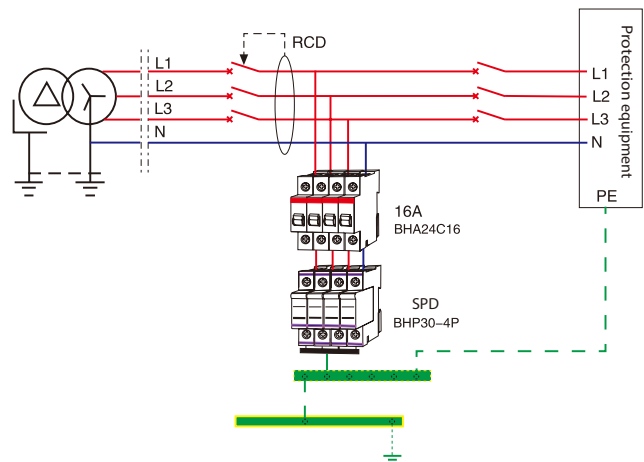 RCD
L1
L2
L3
N
Protection equipment
L1
L2
L3
N
PE
16A
BHA24C16
SPD
BHP30-4P